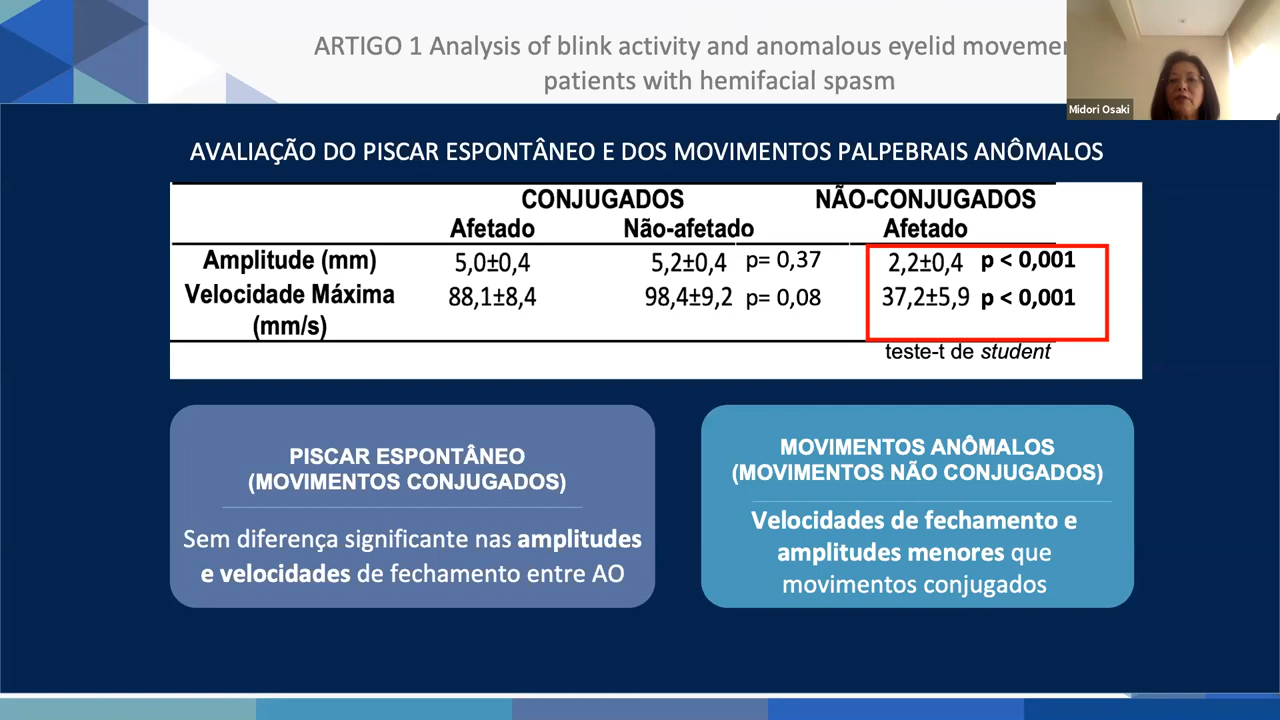 ARTIGO 1 Analysis of blink activity and anomalous eyelid
patients with hemifacial spasm
Midori Osaki
AVALIAÇÃO DO PISCAR ESPONTÂNEO E DOS MOVIMENTOS PALPEBRAIS ANÔMALOS
CONJUGADOS NÃO-CONJUGADOS
Afetado Não-afetado Afetado
Amplitude (mm) 5,0±0,4 5,2±0,4 p= 0,37 2,2±0,4 p < 0,001
Velocidade Máxima 88,1±8,4 98,4±9,2 p= 0,08 37,2±5,9 p < 0,001
(mm/s)
teste-t de student
PISCAR ESPONTÂNEO
(MOVIMENTOS CONJUGADOS)
Sem diferença significante nas amplitudes
e velocidades de fechamento entre AO
MOVIMENTOS ANÔMALOS
(MOVIMENTOS NÃO CONJUGADOS)
Velocidades de fechamento e
amplitudes menores que
movimentos conjugados